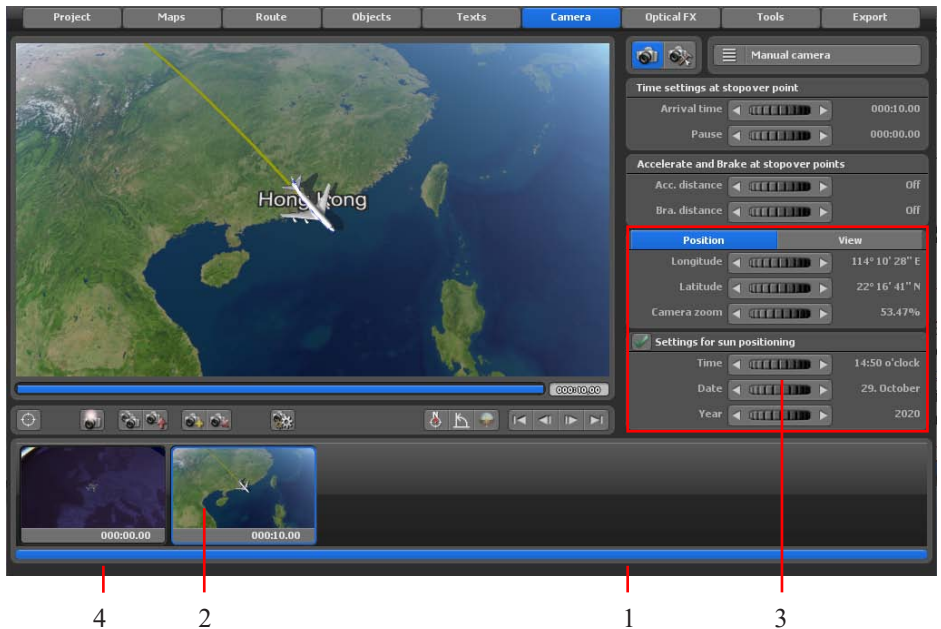 Project Maps Route Objects Texts Camera Optical FX Tools Export
Manual camera
Time settings at stopover point
Arrival time 000:10.00
Pause 000:00.00
Accelerate and Brake at stopover points
Acc. distance Off
Bra. distance Off
Position View
Longitude 114° 10' 28" E
Latitude 22° 16' 41" N
Camera zoom 53.47%
Settings for sun positioning
Time 14:50 o'clock
Date 29. October
Year 2020
Hong Kong
000:10.00
N
000:00.00 000:10.00
4 2 1 3